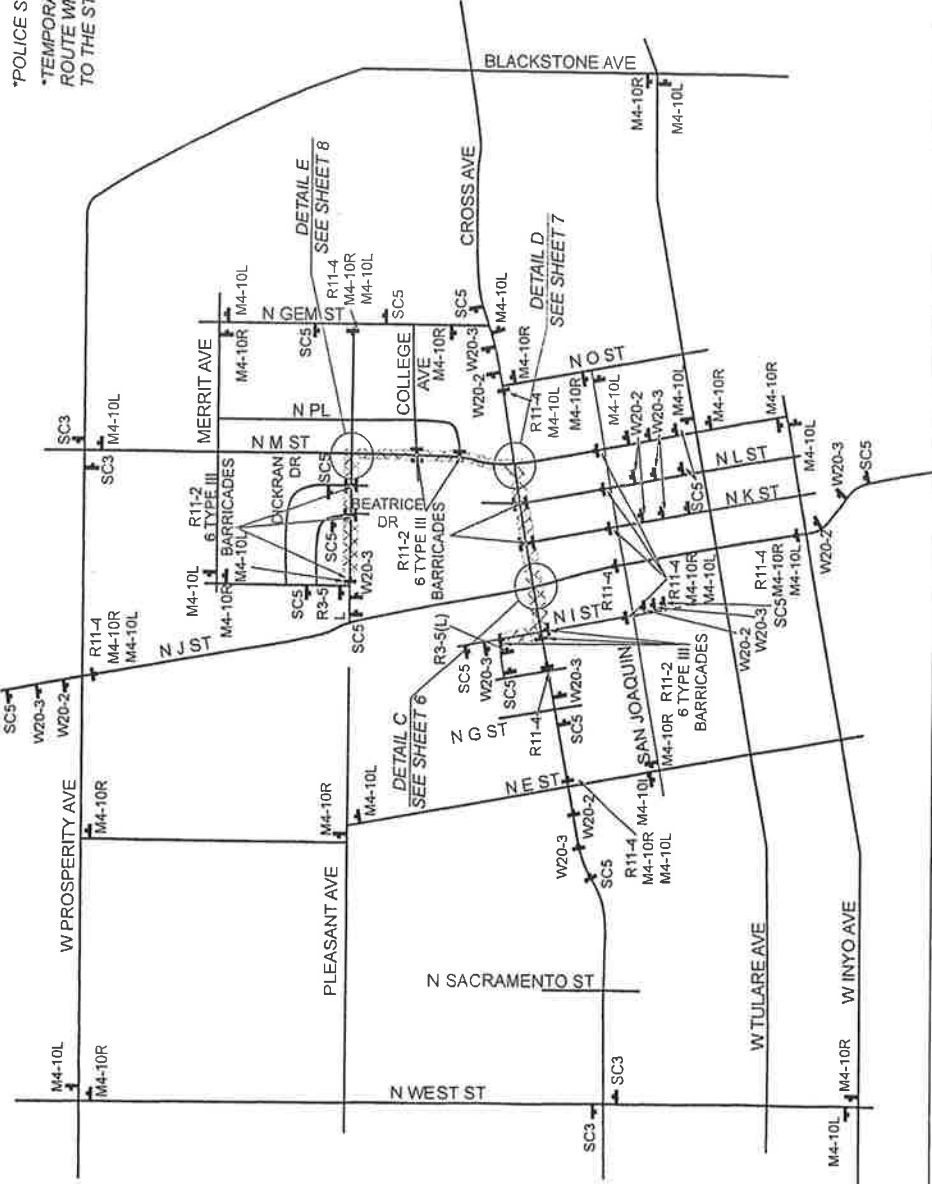 *POLICE S
*TEMPORA
ROUTE WI
TO THE ST
BLACKSTONE AVE
M4-10R
M4-10L
DETAIL E
SEE SHEET 8
CROSS AVE
DETAIL D
SEE SHEET 7
R11-4
M4-10R
M4-10L
SC5
M4-10L
N GEM ST
M4-10L
M4-10R
SC5
SC5
MERRIT AVE
COLLEGE
AVE
M4-10R
W20-3
W20-2
M4-10R
N O ST
N PL
SC3
M4-10L
SC3
N M ST
R11-4
M4-10L
M4-10R
M4-10L
W20-2
W20-3
M4-10L
M4-10R
M4-10R
M4-10L
R11-2
6 TYPE III
BARRICADES
M4-10L
DICKRAN
DR
SC5
BEATRICE
DR
SC5
R11-2
6 TYPE III
BARRICADES
N L ST
N K ST
SC5
W20-3
SC5
W20-2
M4-10L
M4-10R
SC5
R3-5
L
W20-3
SC5
R11-4
R11-4
M4-10R
M4-10L
R11-4
M4-10R
M4-10L
N J ST
R11-4
M4-10R
M4-10L
SC5
W20-3
W20-2
R3-5(L)
SC5
W20-3
SC5
N I ST
W20-2
W20-3
SC5
W20-3
R11-4
SC5
N G ST
DETAIL C
SEE SHEET 6
SAN JOAQUIN
R11-2
6 TYPE III
BARRICADES
M4-10R
M4-10L
N E ST
M4-10L
M4-10R
M4-10R
W PROSPERITY AVE
PLEASANT AVE
W20-2
W20-3
SC5
R11-4
M4-10R
M4-10L
N SACRAMENTO ST
W TULARE AVE
W INYO AVE
M4-10L
M4-10R
N WEST ST
SC3
SC3
M4-10R
M4-10L